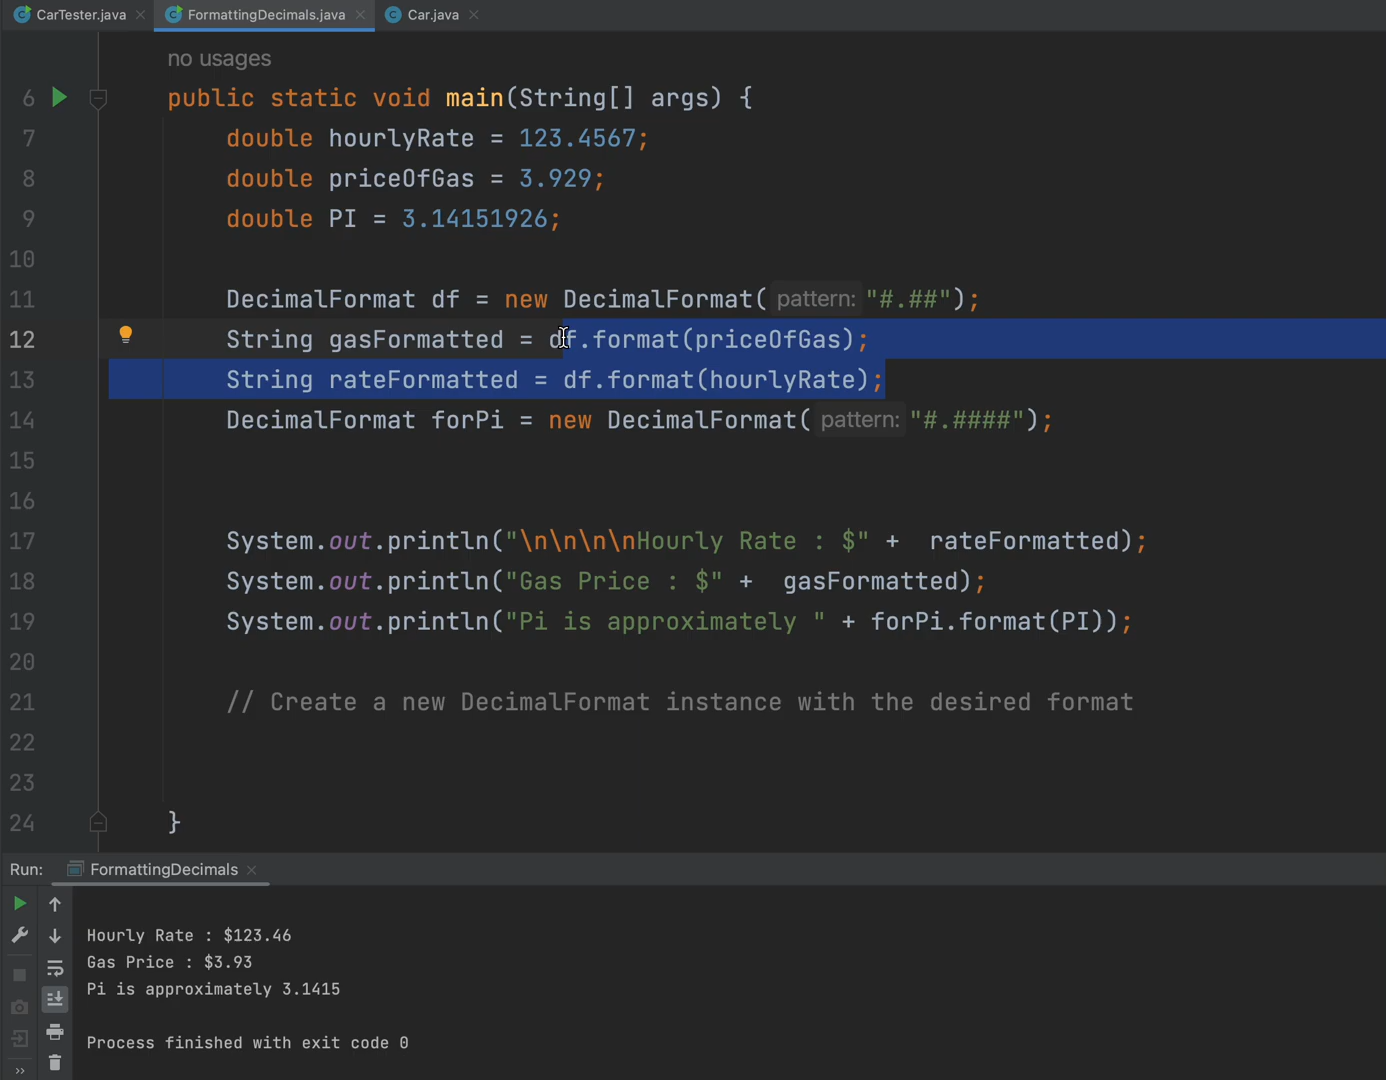 CarTester.java FormattingDecimals.java Car.java
no usages
6 public static void main(String[] args) {
7 double hourlyRate = 123.4567;
8 double priceOfGas = 3.929;
9 double PI = 3.14151926;
10
11 DecimalFormat df = new DecimalFormat( pattern: "#.##");
12 String gasFormatted = df.format(priceOfGas);
13 String rateFormatted = df.format(hourlyRate);
14 DecimalFormat forPi = new DecimalFormat( pattern: "#.####");
15
16
17 System.out.println("\n\n\n\nHourly Rate : $" +  rateFormatted);
18 System.out.println("Gas Price : $" +  gasFormatted);
19 System.out.println("Pi is approximately " + forPi.format(PI));
20
21 // Create a new DecimalFormat instance with the desired format
22
23
24 }
Run: FormattingDecimals
Hourly Rate : $123.46
Gas Price : $3.93
Pi is approximately 3.1415
Process finished with exit code 0